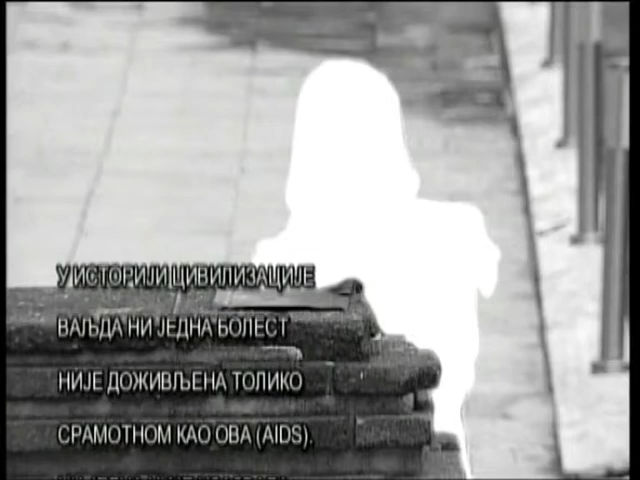 У ИСТОРИЈИ ЦИВИЛИЗАЦИЈЕ
ВАЉДА НИ ЈЕДНА БОЛЕСТ
НИЈЕ ДОЖИВЉЕНА ТОЛИКО
СРАМОТНОМ КАО ОВА (AIDS).